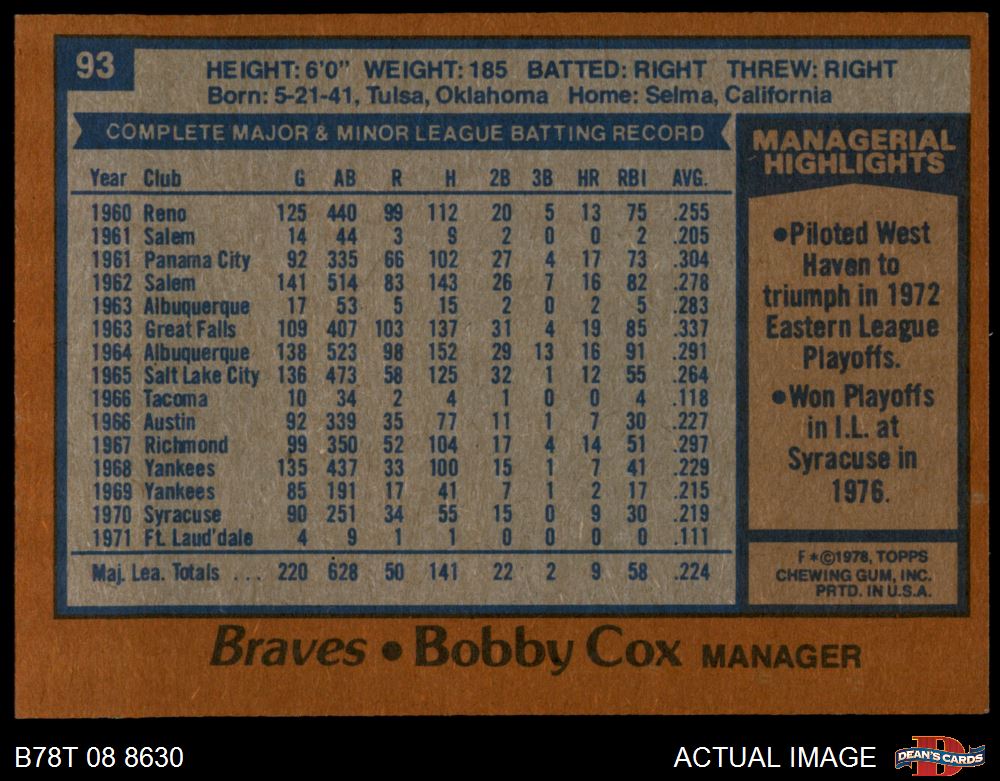 93
HEIGHT: 6'0" WEIGHT: 185 BATTED: RIGHT THREW: RIGHT
Born: 5-21-41, Tulsa, Oklahoma Home: Selma, California
COMPLETE MAJOR & MINOR LEAGUE BATTING RECORD
Year Club G AB R H 2B 3B HR RBI AVG.
1960 Reno 125 440 99 112 20 5 13 75 .255
1961 Salem 14 44 3 9 2 0 0 2 .205
1961 Panama City 92 335 66 102 27 4 17 73 .304
1962 Salem 141 514 83 143 26 7 16 82 .278
1963 Albuquerque 17 53 5 15 2 0 2 5 .283
1963 Great Falls 109 407 103 137 31 4 19 85 .337
1964 Albuquerque 138 523 98 152 29 13 16 91 .291
1965 Salt Lake City 136 473 58 125 32 1 12 55 .264
1966 Tacoma 10 34 2 4 1 0 0 4 .118
1966 Austin 92 339 35 77 11 1 7 30 .227
1967 Richmond 99 350 52 104 17 4 14 51 .297
1968 Yankees 135 437 33 100 15 1 7 41 .229
1969 Yankees 85 191 17 41 7 1 2 17 .215
1970 Syracuse 90 251 34 55 15 0 9 30 .219
1971 Ft. Laud'dale 4 9 1 1 0 0 0 0 .111
Maj. Lea. Totals ... 220 628 50 141 22 2 9 58 .224
MANAGERIAL
HIGHLIGHTS
•Piloted West
Haven to
triumph in 1972
Eastern League
Playoffs.
•Won Playoffs
in I.L. at
Syracuse in
1976.
F*©1978, TOPPS
CHEWING GUM, INC.
PRTD. IN U.S.A.
Braves • Bobby Cox MANAGER
B78T 08 8630
ACTUAL IMAGE
D
DEAN'S CARDS